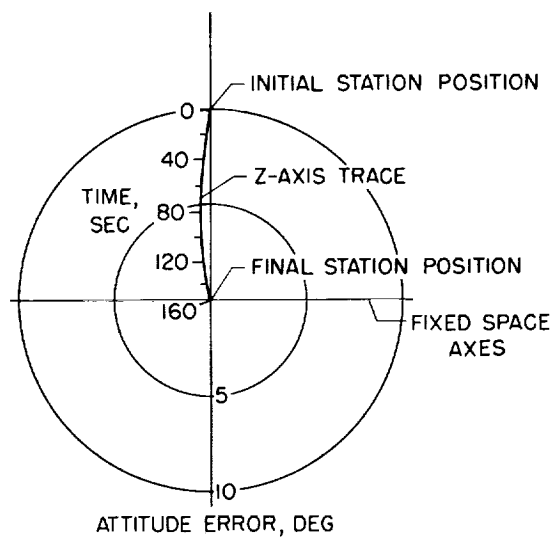 INITIAL STATION POSITION
0
40
Z-AXIS TRACE
TIME,
SEC
80
120
FINAL STATION POSITION
160
FIXED SPACE
AXES
5
10
ATTITUDE ERROR, DEG